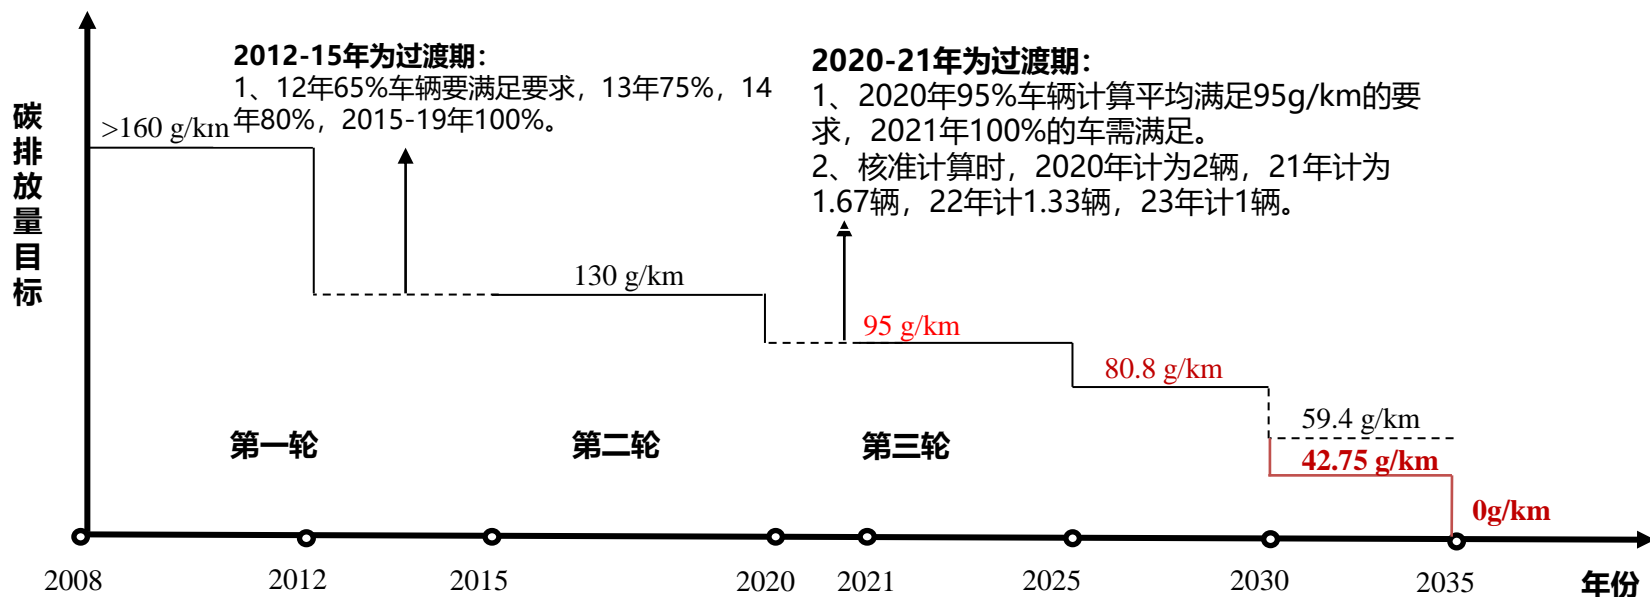 碳排放量目标
2012-15年为过渡期：
1、12年65%车辆要满足要求，13年75%，14
年80%，2015-19年100%。
2020-21年为过渡期：
1、2020年95%车辆计算平均满足95g/km的要
求，2021年100%的车需满足。
2、核准计算时，2020年计为2辆，21年计为
1.67辆，22年计1.33辆，23年计1辆。
>160 g/km
130 g/km
95 g/km
80.8 g/km
59.4 g/km
42.75 g/km
0g/km
第一轮
第二轮
第三轮
2008
2012
2015
2020
2021
2025
2030
2035
年份